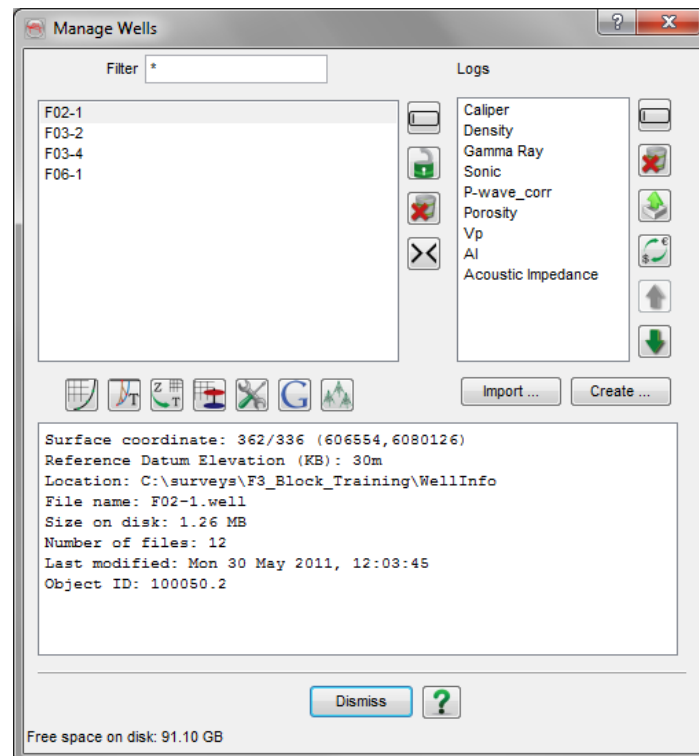 Manage Wells
Filter *
Logs
F02-1
F03-2
F03-4
F06-1
Caliper
Density
Gamma Ray
Sonic
P-wave_corr
Porosity
Vp
AI
Acoustic Impedance
Import ...
Create ...
Surface coordinate: 362/336 (606554,6080126)
Reference Datum Elevation (KB): 30m
Location: C:\surveys\F3_Block_Training\WellInfo
File name: F02-1.well
Size on disk: 1.26 MB
Number of files: 12
Last modified: Mon 30 May 2011, 12:03:45
Object ID: 100050.2
Dismiss
Free space on disk: 91.10 GB